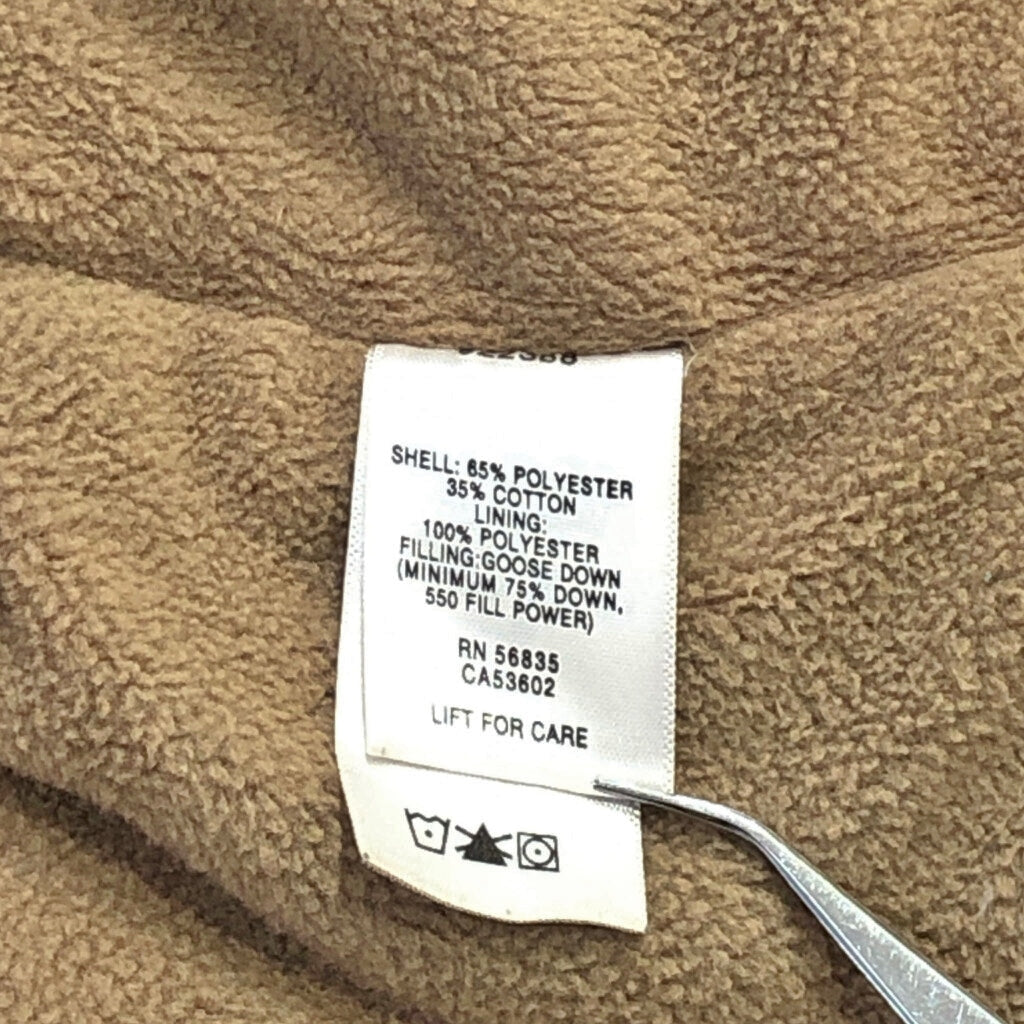 SHELL: 65% POLYESTER
35% COTTON
LINING:
100% POLYESTER
FILLING:GOOSE DOWN
(MINIMUM 75% DOWN,
550 FILL POWER)
RN 56835
CA53602
LIFT FOR CARE